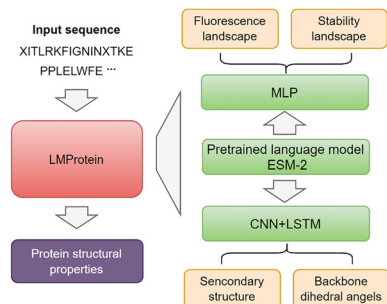 Input sequence
XITLRKFIGNINXTKE
PPLELWFE ...
LMProtein
Protein structural
properties
Fluorescence
landscape
Stability
landscape
MLP
Pretrained language model
ESM-2
CNN+LSTM
Sencondary
structure
Backbone
dihedral angels